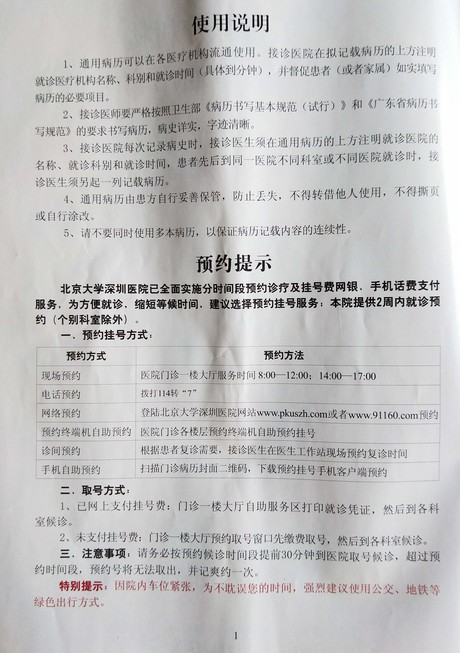 使用说明
1、通用病历可以在各医疗机构流通使用。接诊医院在拟记载病历的上方注明
就诊医疗机构名称、科别和就诊时间（具体到分钟），并督促患者（或者家属）如实填写
病历的必要项目。
2、接诊医师要严格按照卫生部《病历书写基本规范（试行）》和《广东省病历书
写规范》的要求书写病历，病史详实，字迹清晰。
3、接诊医院每次记录病史时，接诊医生须在通用病历的上方注明就诊医院的
名称、就诊科别和就诊时间，患者先后到同一医院不同科室或不同医院就诊时，接
诊医生须另起一列记载病历。
4、通用病历由患方自行妥善保管，防止丢失，不得转借他人使用，不得撕页
或自行涂改。
5、请不要同时使用多本病历，以保证病历记载内容的连续性。
预约提示
北京大学深圳医院已全面实施分时间段预约诊疗及挂号费网银、手机话费支付
服务，为方便就诊、缩短等候时间，建议选择预约挂号服务；本院提供2周内就诊预
约（个别科室除外）。
一．预约挂号方式：
预约方式 预约方法
现场预约 医院门诊一楼大厅服务时间 8:00—12:00；14:00—17:00
电话预约 拨打114转“7”
网络预约 登陆北京大学深圳医院网站www.pkuszh.com或者www.91160.com预约
预约终端机自助预约 医院门诊各楼层预约终端机自助预约挂号
诊间预约 根据患者复诊需要，接诊医生在医生工作站现场预约复诊时间
手机自助预约 扫描门诊病历封面二维码，下载预约挂号手机客户端预约
二．取号方式：
1、已网上支付挂号费：门诊一楼大厅自助服务区打印就诊凭证，然后到各科
室候诊。
2、未支付挂号费：门诊一楼大厅预约取号窗口先缴费取号，然后到各科室候诊。
三．注意事项：请务必按预约候诊时间段提前30分钟到医院取号候诊，超过预
约时间段，预约号将无法取出，并记爽约一次。
特别提示：因院内车位紧张，为不耽误您的时间，强烈建议使用公交、地铁等
绿色出行方式。
1